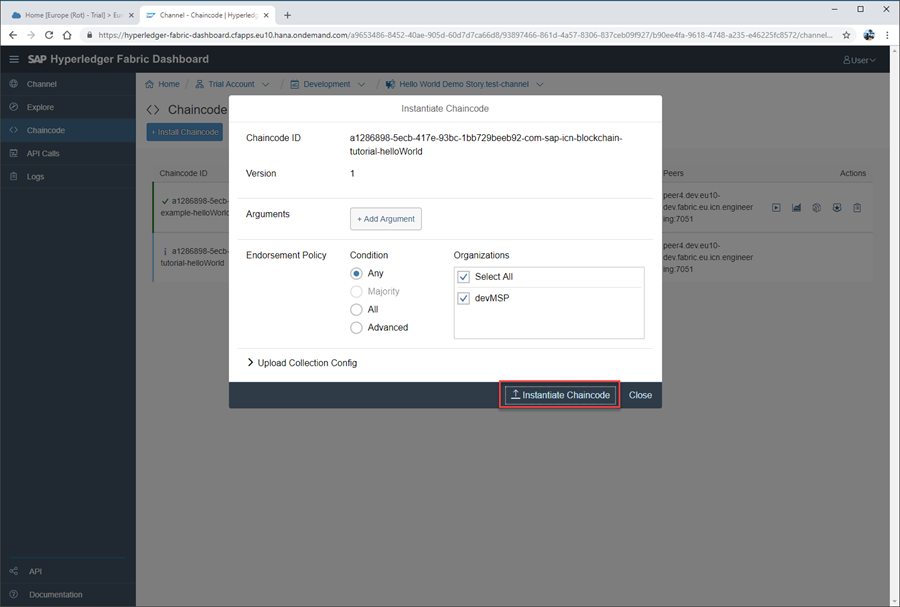 Home [Europe (Rot) - Trial] > Eu
Channel - Chaincode | Hyperledg
https://hyperledger-fabric-dashboard.cfapps.eu10.hana.ondemand.com/a9653486-8452-40ae-905d-60d7d7ca66d8/93897466-861d-4a57-8306-837ceb09f927/b90ee4fa-9618-4748-a235-e46225fc8572/channel...
SAP Hyperledger Fabric Dashboard
User
Channel
Explore
Chaincode
API Calls
Logs
API
Documentation
Home / Trial Account / Development / Hello World Demo Story test-channel
Chaincode
+ Install Chaincode
Chaincode ID
Peers
Actions
a1286898-5ecb-
example-helloWorld
peer4.dev.eu10-
dev.fabric.eu.icn.engineer
ing:7051
a1286898-5ecb-
tutorial-helloWorld
peer4.dev.eu10-
dev.fabric.eu.icn.engineer
ing:7051
Instantiate Chaincode
Chaincode ID
a1286898-5ecb-417e-93bc-1bb729beeb92-com-sap-icn-blockchain-
tutorial-helloWorld
Version
1
Arguments
+ Add Argument
Endorsement Policy
Condition
Any
Majority
All
Advanced
Organizations
Select All
devMSP
Upload Collection Config
Instantiate Chaincode
Close